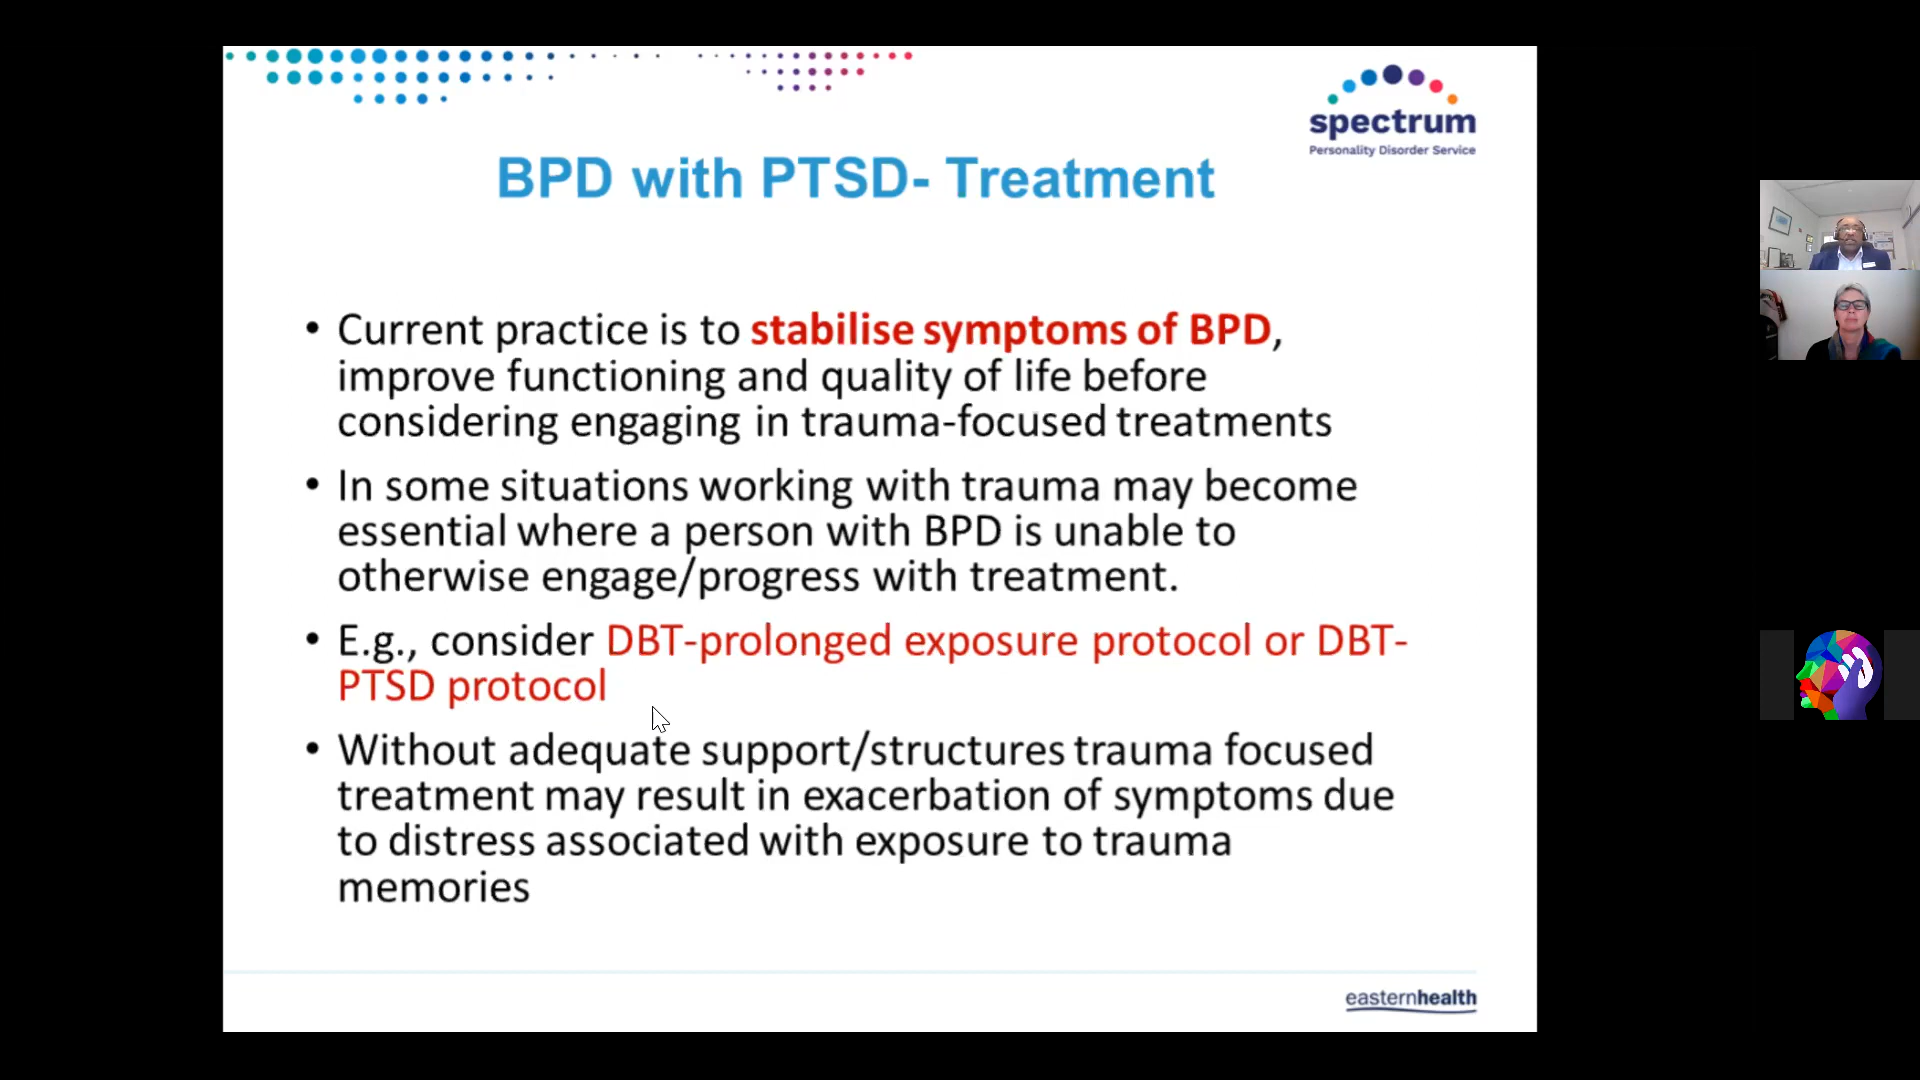 spectrum
Personality Disorder Service
BPD with PTSD- Treatment
• Current practice is to stabilise symptoms of BPD,
improve functioning and quality of life before
considering engaging in trauma-focused treatments
• In some situations working with trauma may become
essential where a person with BPD is unable to
otherwise engage/progress with treatment.
• E.g., consider DBT-prolonged exposure protocol or DBT-
PTSD protocol
• Without adequate support/structures trauma focused
treatment may result in exacerbation of symptoms due
to distress associated with exposure to trauma
memories
easternhealth